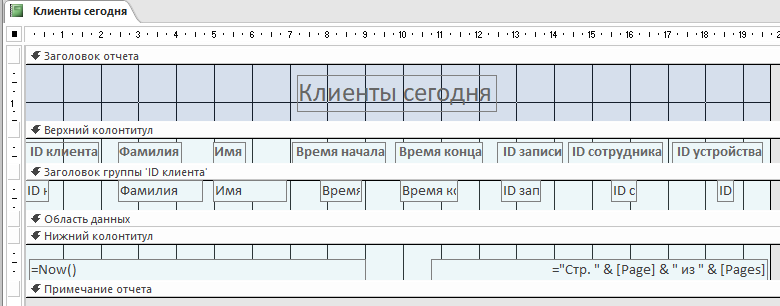 Клиенты сегодня
1 2 3 4 5 6 7 8 9 10 11 12 13 14 15 16 17 18 19 2
Заголовок отчета
1
Клиенты сегодня
Верхний колонтитул
ID клиента Фамилия Имя Время начала Время конца ID записи ID сотрудника ID устройства
Заголовок группы 'ID клиента'
ID Фамилия Имя Время Время ко ID зап ID с ID
Область данных
Нижний колонтитул
=Now() ="Стр. " & [Page] & " из " & [Pages]
Примечание отчета